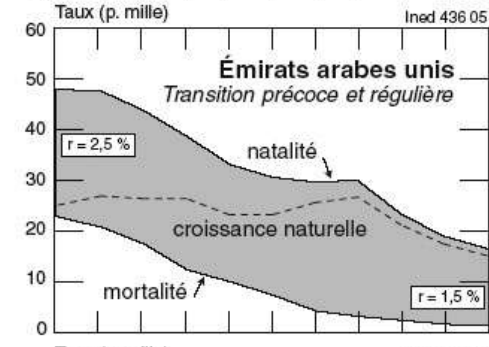 Taux (p. mille)
Ined 436 05
60
Émirats arabes unis
50
Transition précoce et régulière
40
r = 2,5 %
natalité
30
20
croissance naturelle
10
mortalité
r = 1,5 %
0